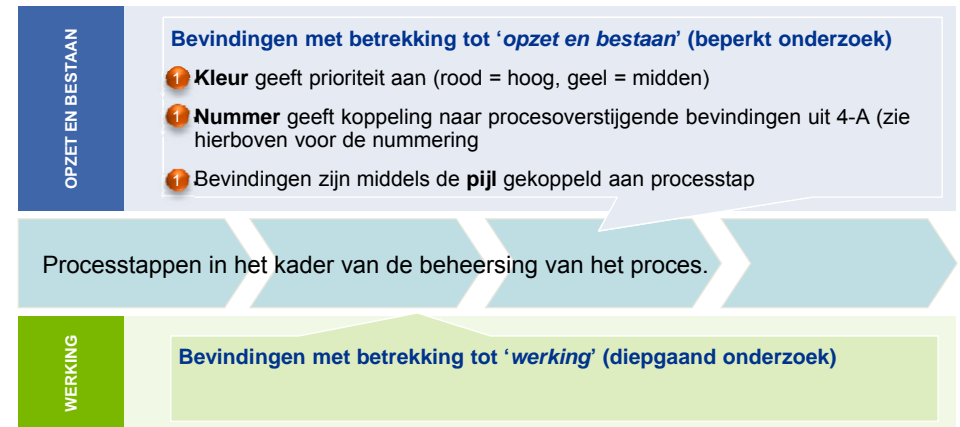 OPZET EN BESTAAN
Bevindingen met betrekking tot ‘opzet en bestaan’ (beperkt onderzoek)
1 Kleur geeft prioriteit aan (rood = hoog, geel = midden)
1 Nummer geeft koppeling naar procesoverstijgende bevindingen uit 4-A (zie
hierboven voor de nummering
1 Bevindingen zijn middels de pijl gekoppeld aan processtap
Processtappen in het kader van de beheersing van het proces.
WERKING
Bevindingen met betrekking tot ‘werking’ (diepgaand onderzoek)